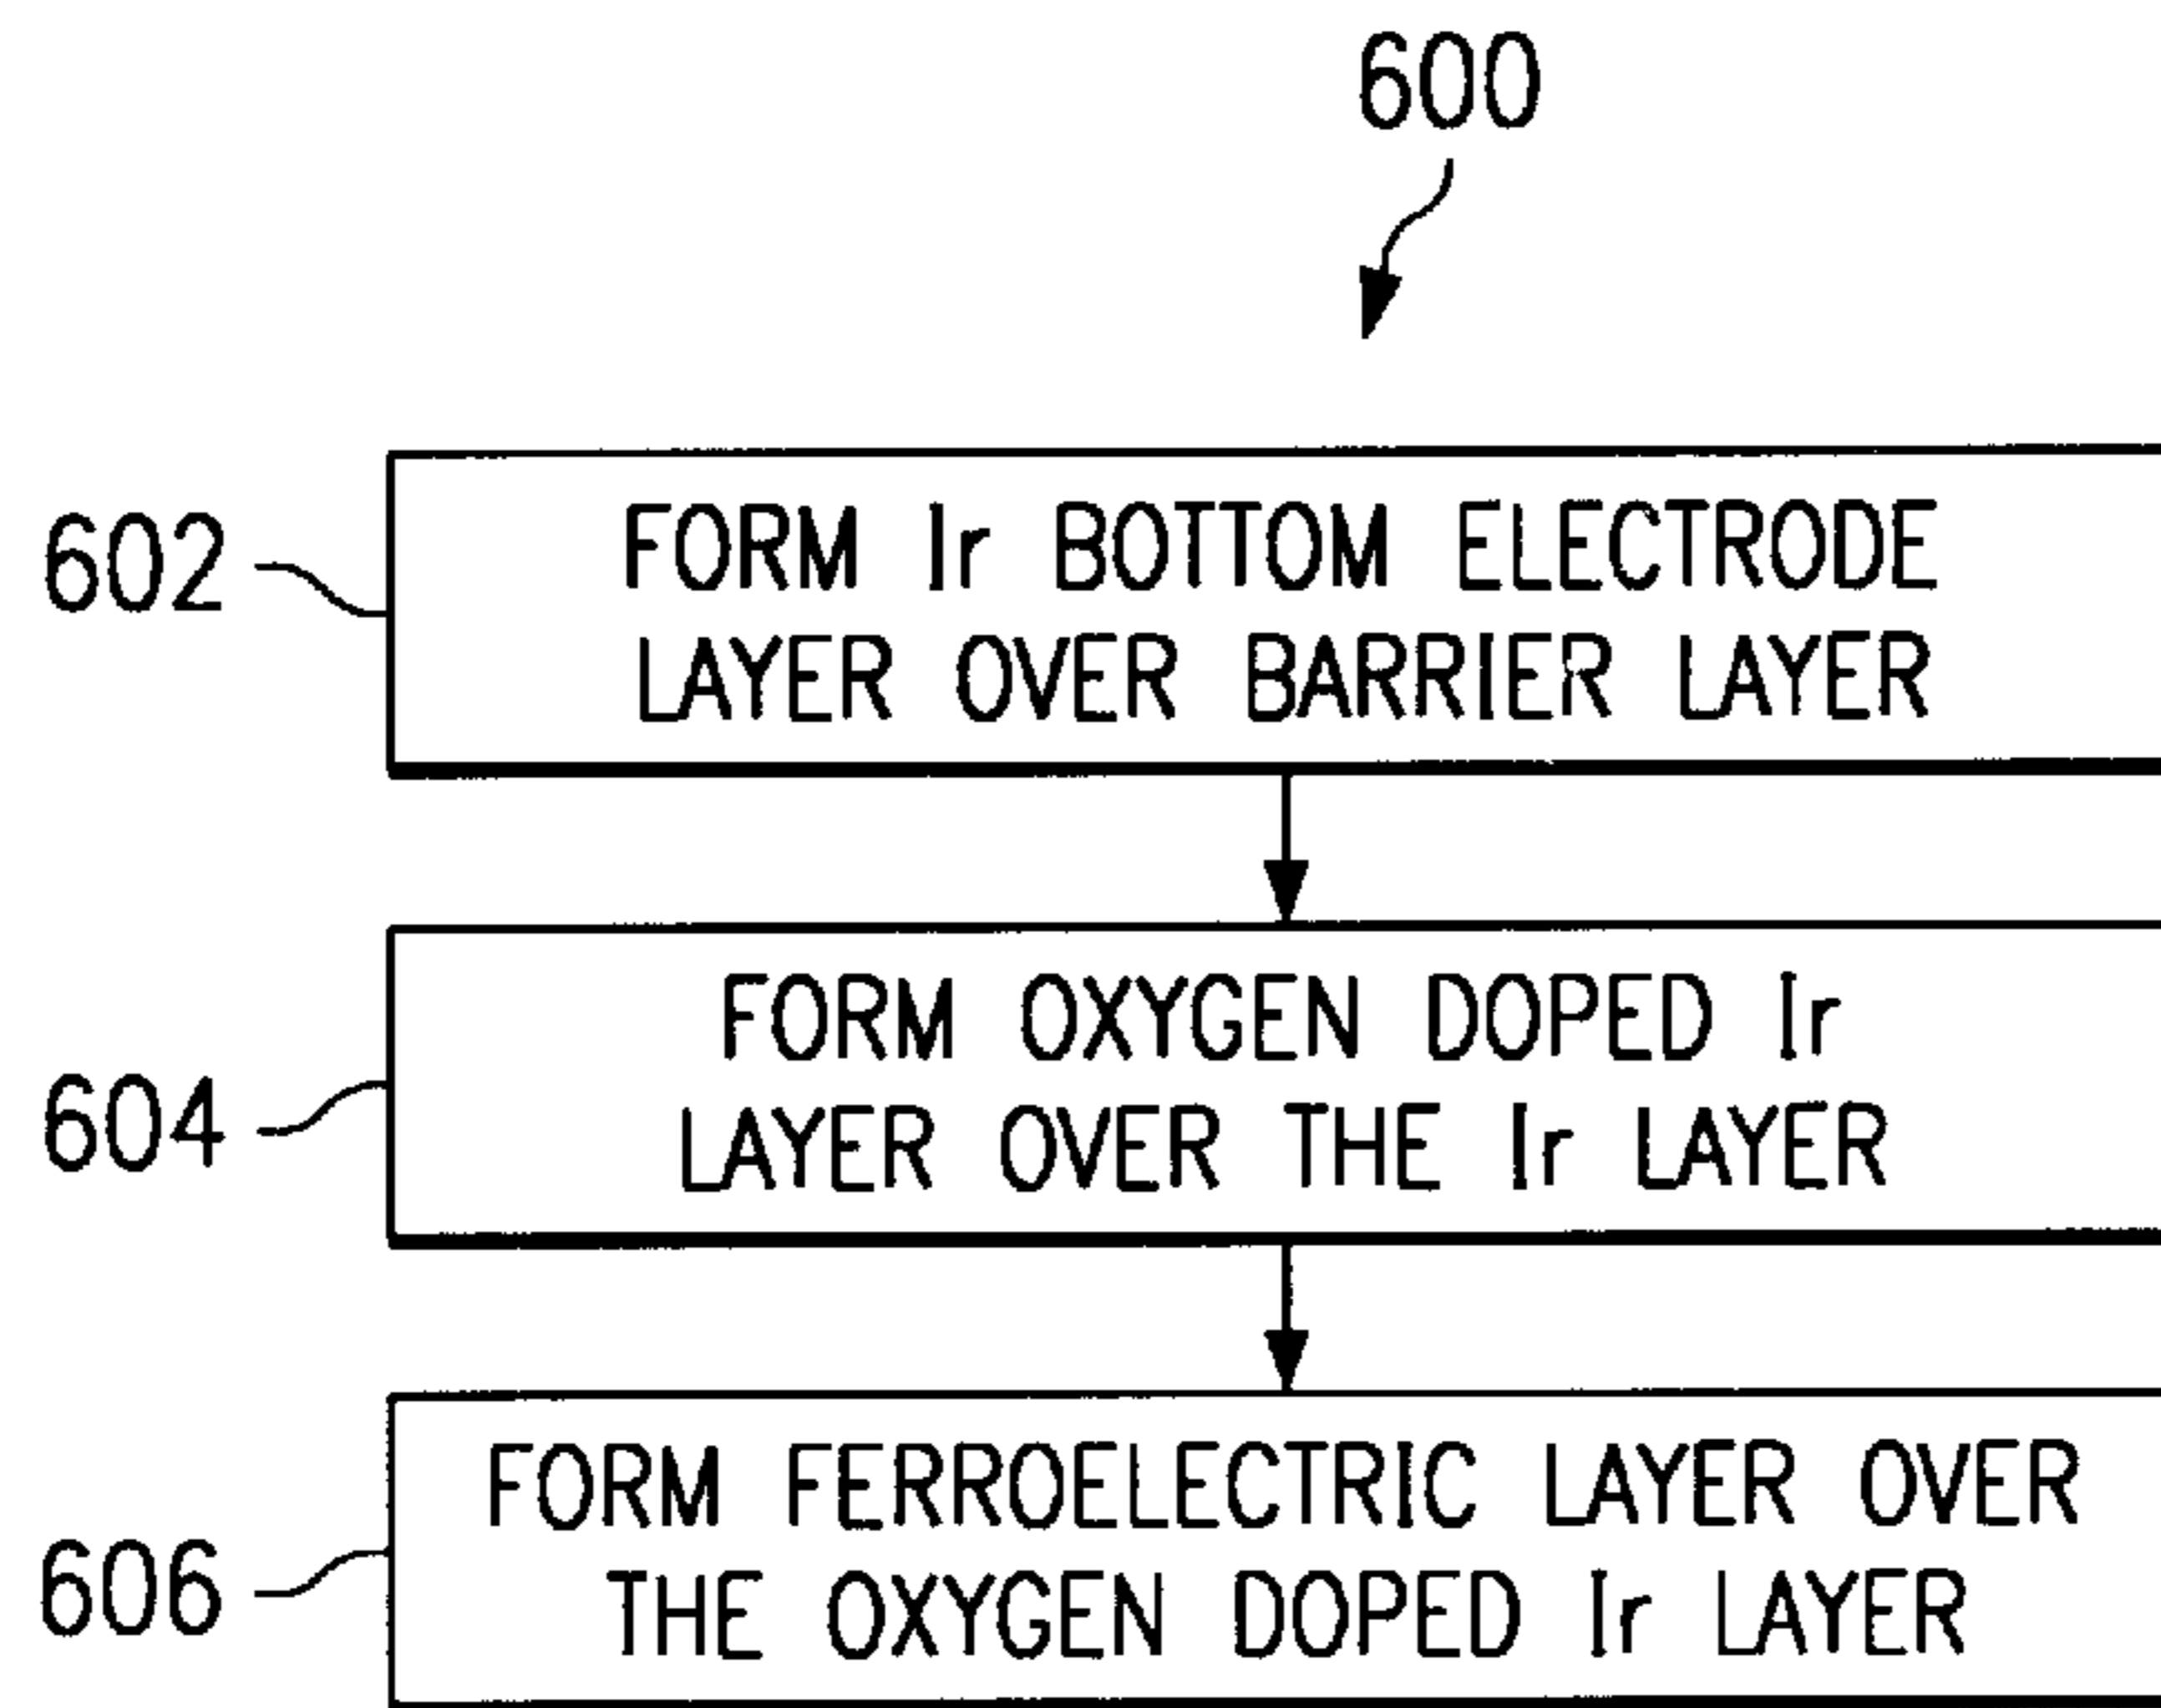 600
602
FORM Ir BOTTOM ELECTRODE
LAYER OVER BARRIER LAYER
604
FORM OXYGEN DOPED Ir
LAYER OVER THE Ir LAYER
606
FORM FERROELECTRIC LAYER OVER
THE OXYGEN DOPED Ir LAYER